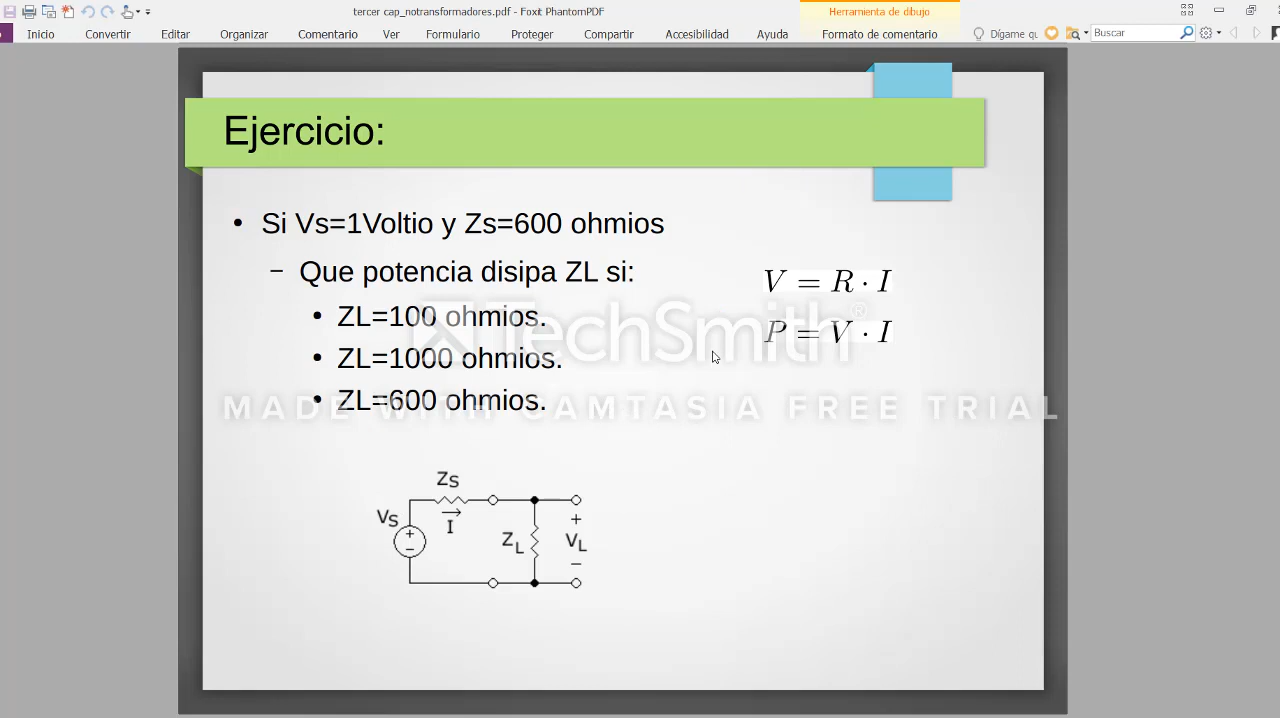 tercer cap_notransformadores.pdf - Foxit PhantomPDF
Herramienta de dibujo
Inicio Convertir Editar Organizar Comentario Ver Formulario Proteger Compartir Accesibilidad Ayuda Formato de comentario Dígame qu Buscar
Ejercicio:
• Si Vs=1Voltio y Zs=600 ohmios
– Que potencia disipa ZL si:
V = R · I
• ZL=100 ohmios.
P = V · I
TechSmith®
• ZL=1000 ohmios.
• ZL=600 ohmios.
MADE WITH CAMTASIA FREE TRIAL
ZS
VS
I
+
−
ZL
+
VL
−